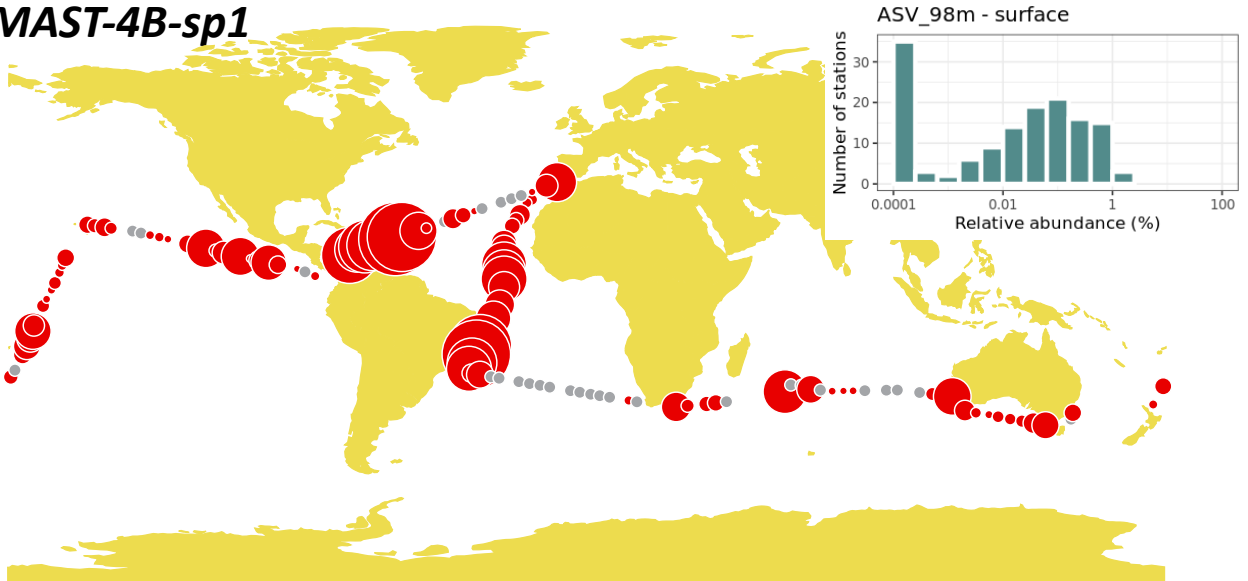 MAST-4B-sp1
ASV_98m - surface
Number of stations
30
20
10
0
0.0001
0.01
1
100
Relative abundance (%)